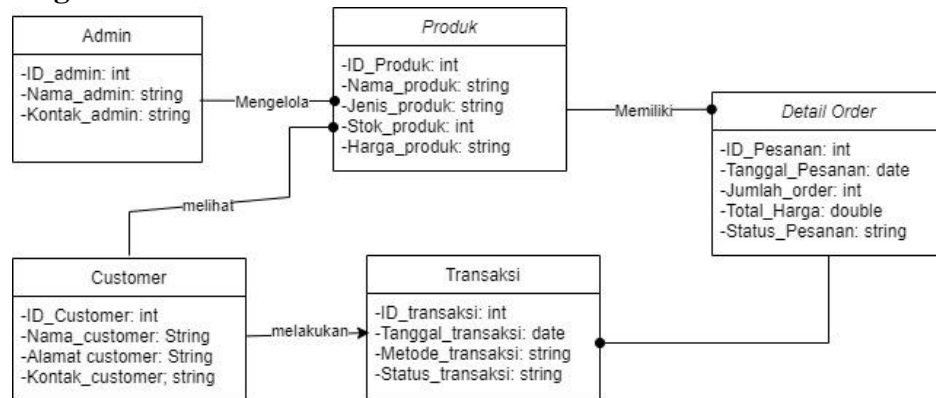 Admin
-ID_admin: int
-Nama_admin: string
-Kontak_admin: string
Mengelola
Produk
-ID_Produk: int
-Nama_produk: string
-Jenis_produk: string
-Stok_produk: int
-Harga_produk: string
Memiliki
Detail Order
-ID_Pesanan: int
-Tanggal_Pesanan: date
-Jumlah_order: int
-Total_Harga: double
-Status_Pesanan: string
melihat
Customer
-ID_Customer: int
-Nama_customer: String
-Alamat customer: String
-Kontak_customer; string
melakukan
Transaksi
-ID_transaksi: int
-Tanggal_transaksi: date
-Metode_transaksi: string
-Status_transaksi: string